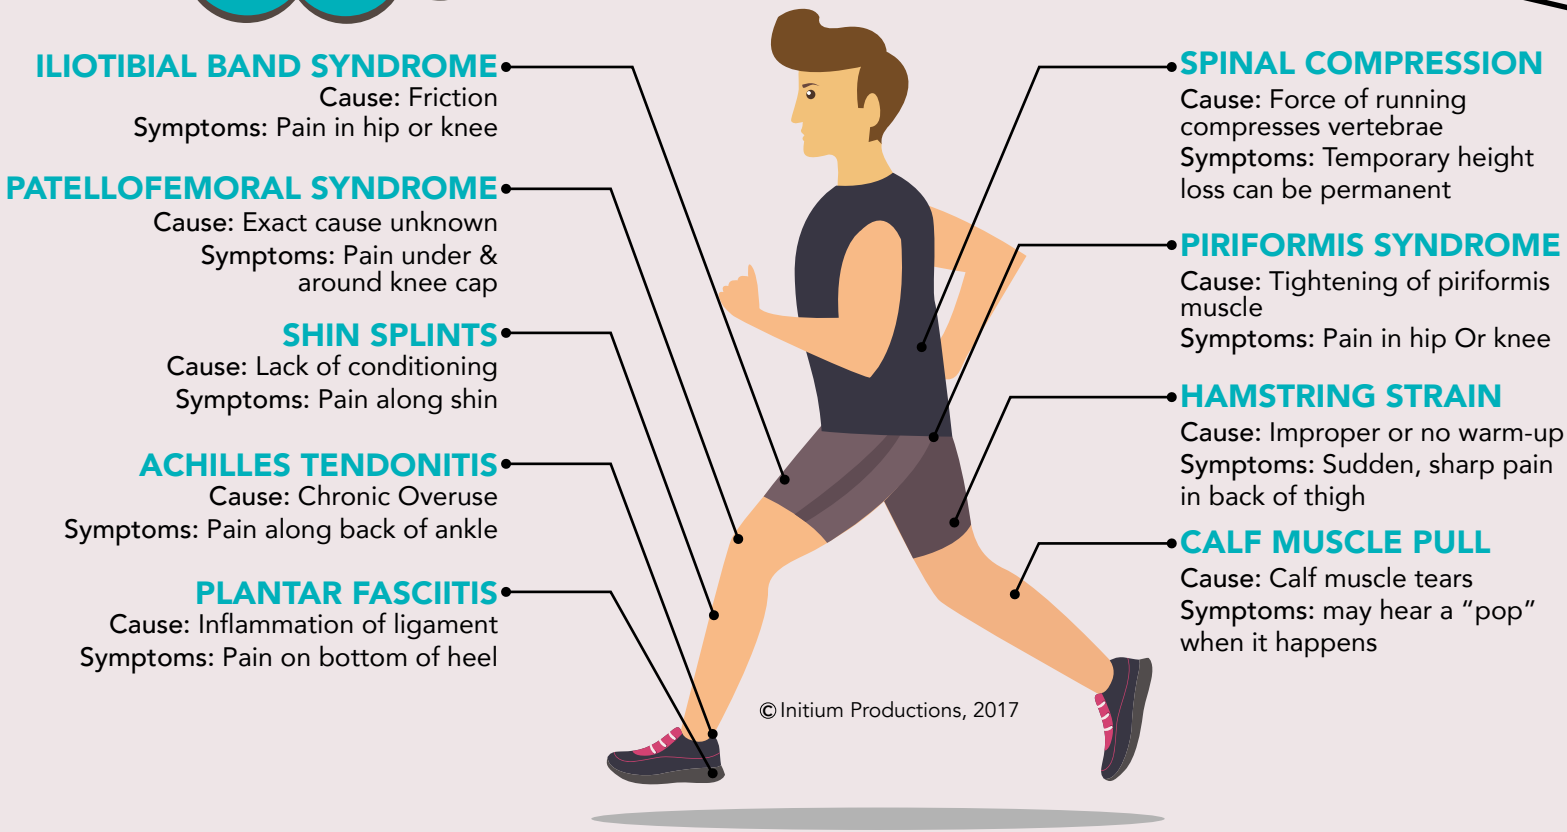 ILIOTIBIAL BAND SYNDROME
Cause: Friction
Symptoms: Pain in hip or knee
PATELLOFEMORAL SYNDROME
Cause: Exact cause unknown
Symptoms: Pain under &
around knee cap
SHIN SPLINTS
Cause: Lack of conditioning
Symptoms: Pain along shin
ACHILLES TENDONITIS
Cause: Chronic Overuse
Symptoms: Pain along back of ankle
PLANTAR FASCIITIS
Cause: Inflammation of ligament
Symptoms: Pain on bottom of heel
SPINAL COMPRESSION
Cause: Force of running
compresses vertebrae
Symptoms: Temporary height
loss can be permanent
PIRIFORMIS SYNDROME
Cause: Tightening of piriformis
muscle
Symptoms: Pain in hip Or knee
HAMSTRING STRAIN
Cause: Improper or no warm-up
Symptoms: Sudden, sharp pain
in back of thigh
CALF MUSCLE PULL
Cause: Calf muscle tears
Symptoms: may hear a “pop”
when it happens
© Initium Productions, 2017